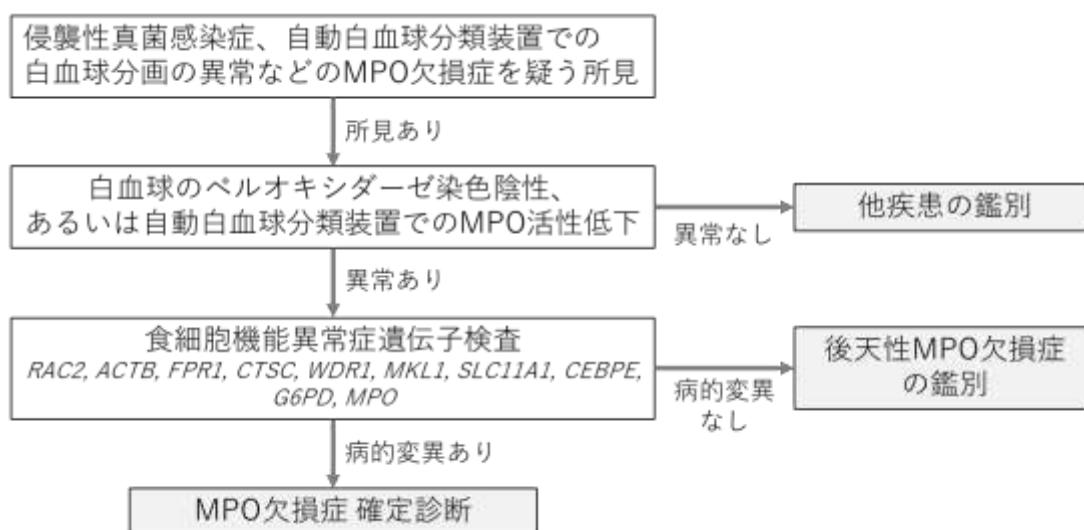 侵襲性真菌感染症、自動白血球分類装置での
白血球分画の異常などのMPO欠損症を疑う所見
所見あり
白血球のペルオキシダーゼ染色陰性、
あるいは自動白血球分類装置でのMPO活性低下
異常なし
他疾患の鑑別
異常あり
食細胞機能異常症遺伝子検査
RAC2, ACTB, FPR1, CTSC, WDR1, MKL1, SLC11A1, CEBPE,
G6PD, MPO
病的変異
なし
後天性MPO欠損症
の鑑別
病的変異あり
MPO欠損症 確定診断